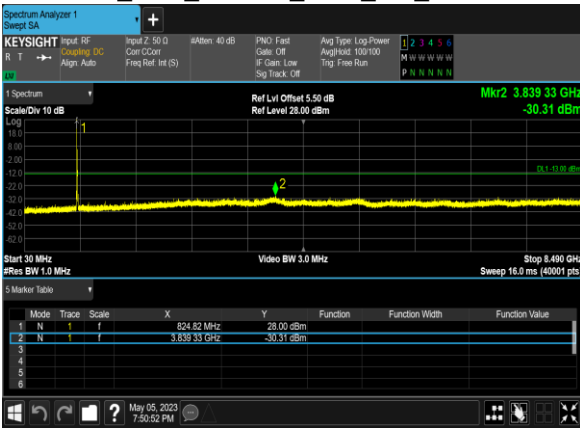 Spectrum Analyzer 1
Swept SA
+
KEYSIGHT Input: RF Input Z: 50 Ω #Atten: 40 dB PNO: Fast Avg Type: Log-Power 1 2 3 4 5 6
R T Coupling: DC Corr CCorr Gate: Off Avg|Hold: 100/100 M W W W W W
Align: Auto Freq Ref: Int (S) IF Gain: Low Trig: Free Run
LVI Sig Track: Off P N N N N N
1 Spectrum Ref Lvl Offset 5.50 dB Mkr2 3.839 33 GHz
Scale/Div 10 dB Ref Level 28.00 dBm -30.31 dBm
Log
18.0
8.00
-2.00
-12.0
-22.0
-32.0
-42.0
-52.0
-62.0
1
DL1 -13.00 dBm
2
Start 30 MHz Video BW 3.0 MHz Stop 8.490 GHz
#Res BW 1.0 MHz Sweep 16.0 ms (40001 pts
5 Marker Table
Mode Trace Scale X Y Function Function Width Function Value
1 N 1 f 824.82 MHz 28.00 dBm
2 N 1 f 3.839 33 GHz -30.31 dBm
3
4
5
6
? May 05, 2023
7:50:52 PM